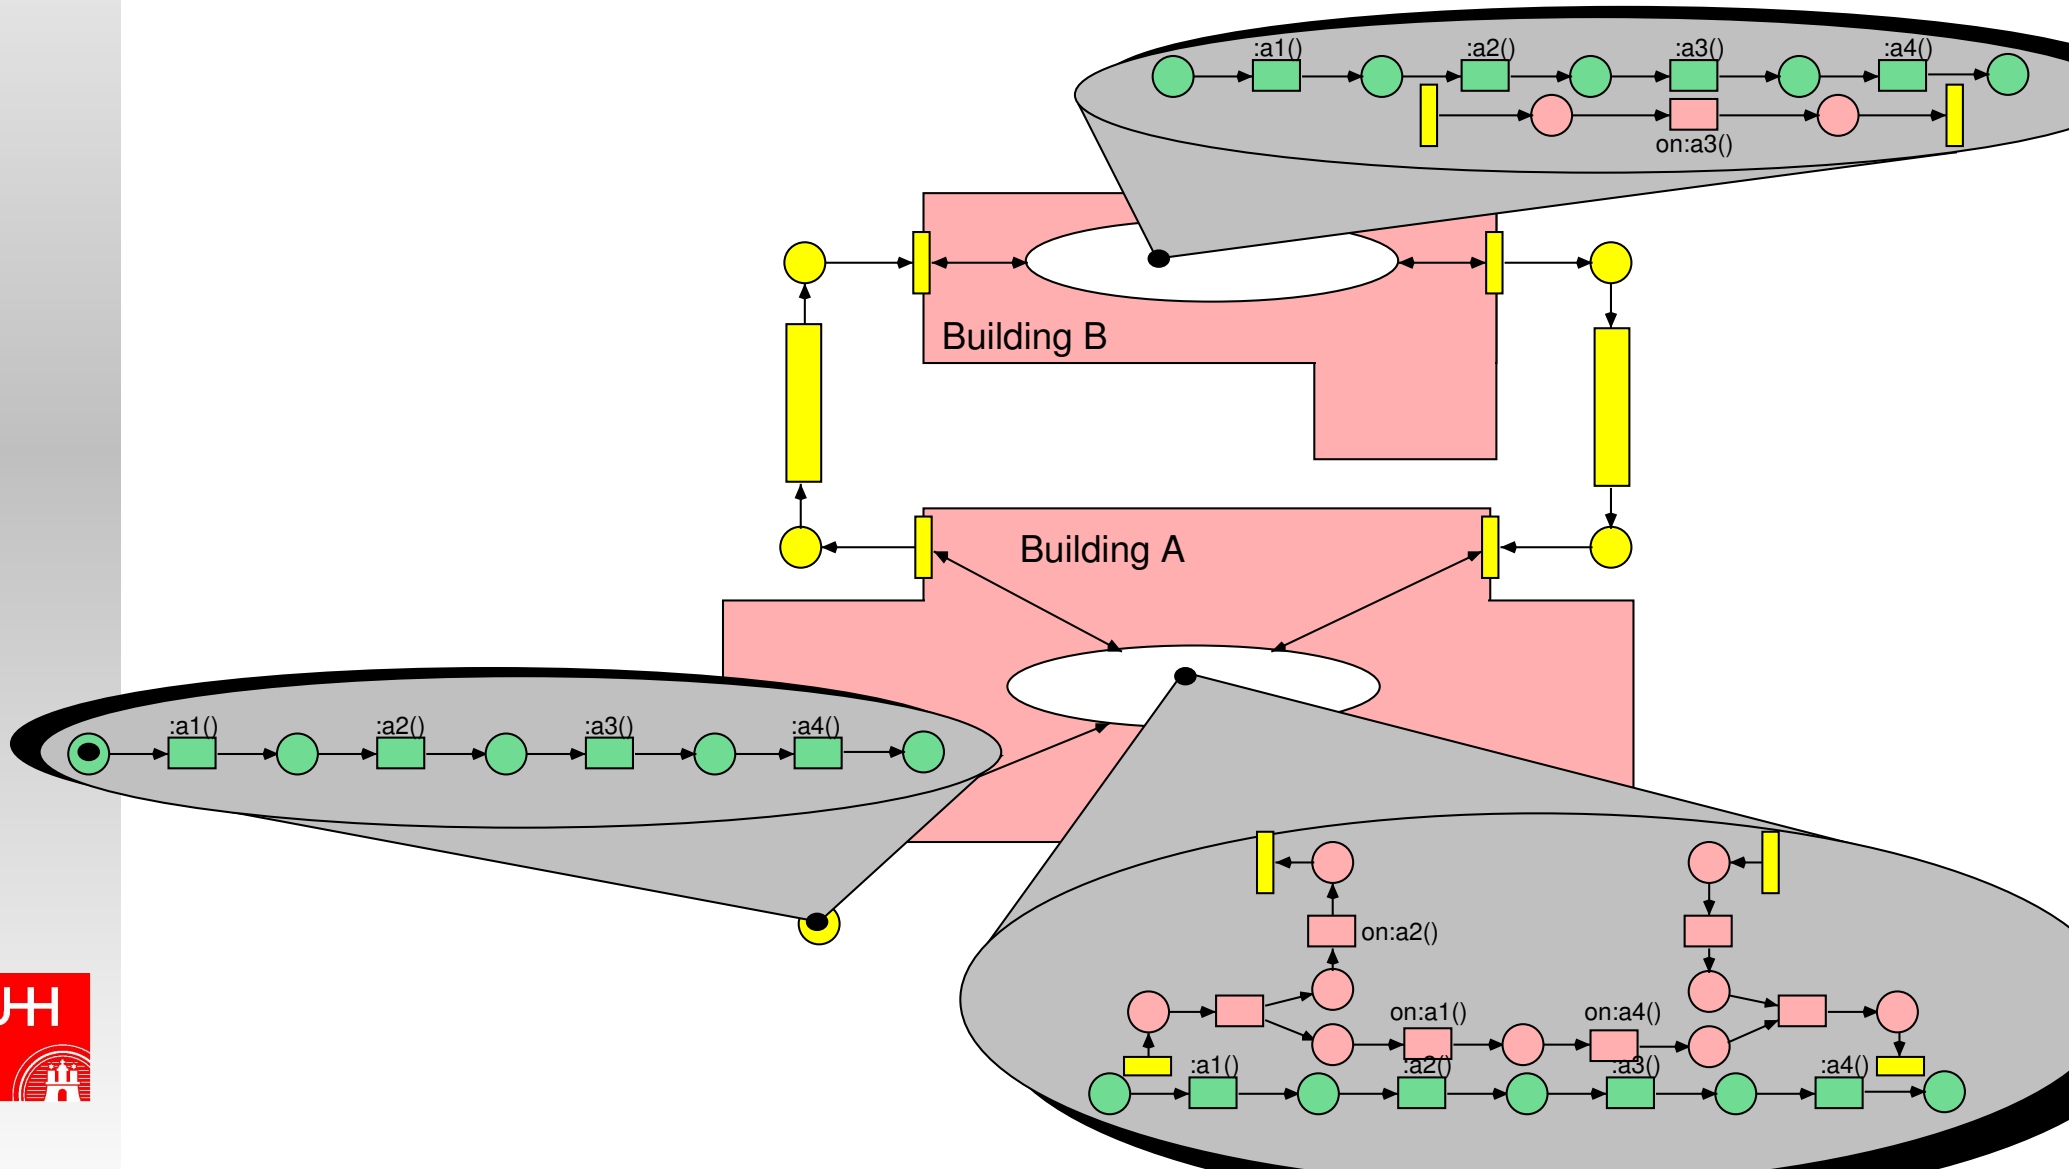 :a1() :a2() :a3() :a4()
on:a3()
Building B
Building A
:a1() :a2() :a3() :a4()
on:a2()
on:a1() on:a4()
:a1() :a2() :a3() :a4()